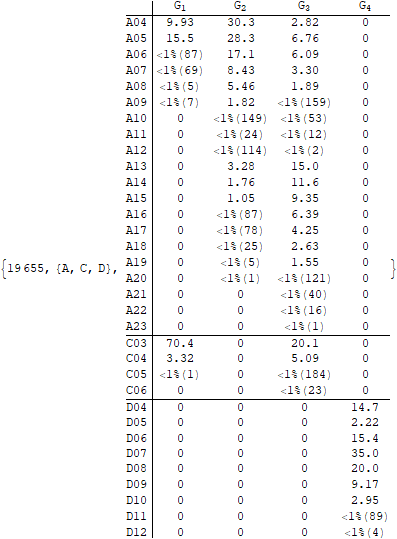 G1 G2 G3 G4
A04 9.93 30.3 2.82 0
A05 15.5 28.3 6.76 0
A06 <1%(87) 17.1 6.09 0
A07 <1%(69) 8.43 3.30 0
A08 <1%(5) 5.46 1.89 0
A09 <1%(7) 1.82 <1%(159) 0
A10 0 <1%(149) <1%(53) 0
A11 0 <1%(24) <1%(12) 0
A12 0 <1%(114) <1%(2) 0
A13 0 3.28 15.0 0
A14 0 1.76 11.6 0
A15 0 1.05 9.35 0
A16 0 <1%(87) 6.39 0
A17 0 <1%(78) 4.25 0
A18 0 <1%(25) 2.63 0
{19655, {A, C, D}, A19 0 <1%(5) 1.55 0 }
A20 0 <1%(1) <1%(121) 0
A21 0 0 <1%(40) 0
A22 0 0 <1%(16) 0
A23 0 0 <1%(1) 0
C03 70.4 0 20.1 0
C04 3.32 0 5.09 0
C05 <1%(1) 0 <1%(184) 0
C06 0 0 <1%(23) 0
D04 0 0 0 14.7
D05 0 0 0 2.22
D06 0 0 0 15.4
D07 0 0 0 35.0
D08 0 0 0 20.0
D09 0 0 0 9.17
D10 0 0 0 2.95
D11 0 0 0 <1%(89)
D12 0 0 0 <1%(4)